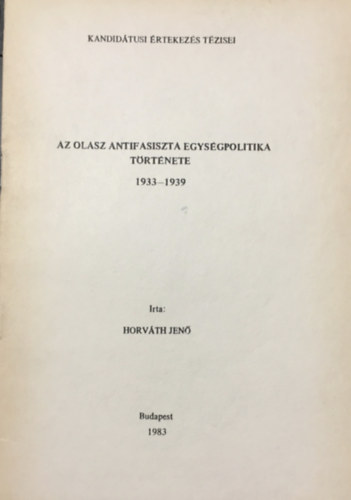 KANDIDÁTUSI ÉRTEKEZÉS TÉZISEI
AZ OLASZ ANTIFASISZTA EGYSÉGPOLITIKA
TÖRTÉNETE
1933–1939
Irta:
HORVÁTH JENŐ
Budapest
1983